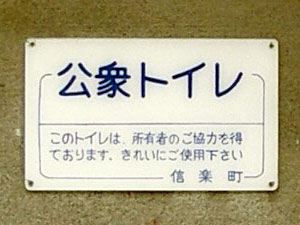 公衆トイレ
このトイレは、所有者のご協力を得
ております、きれいにご使用下さい
信楽町